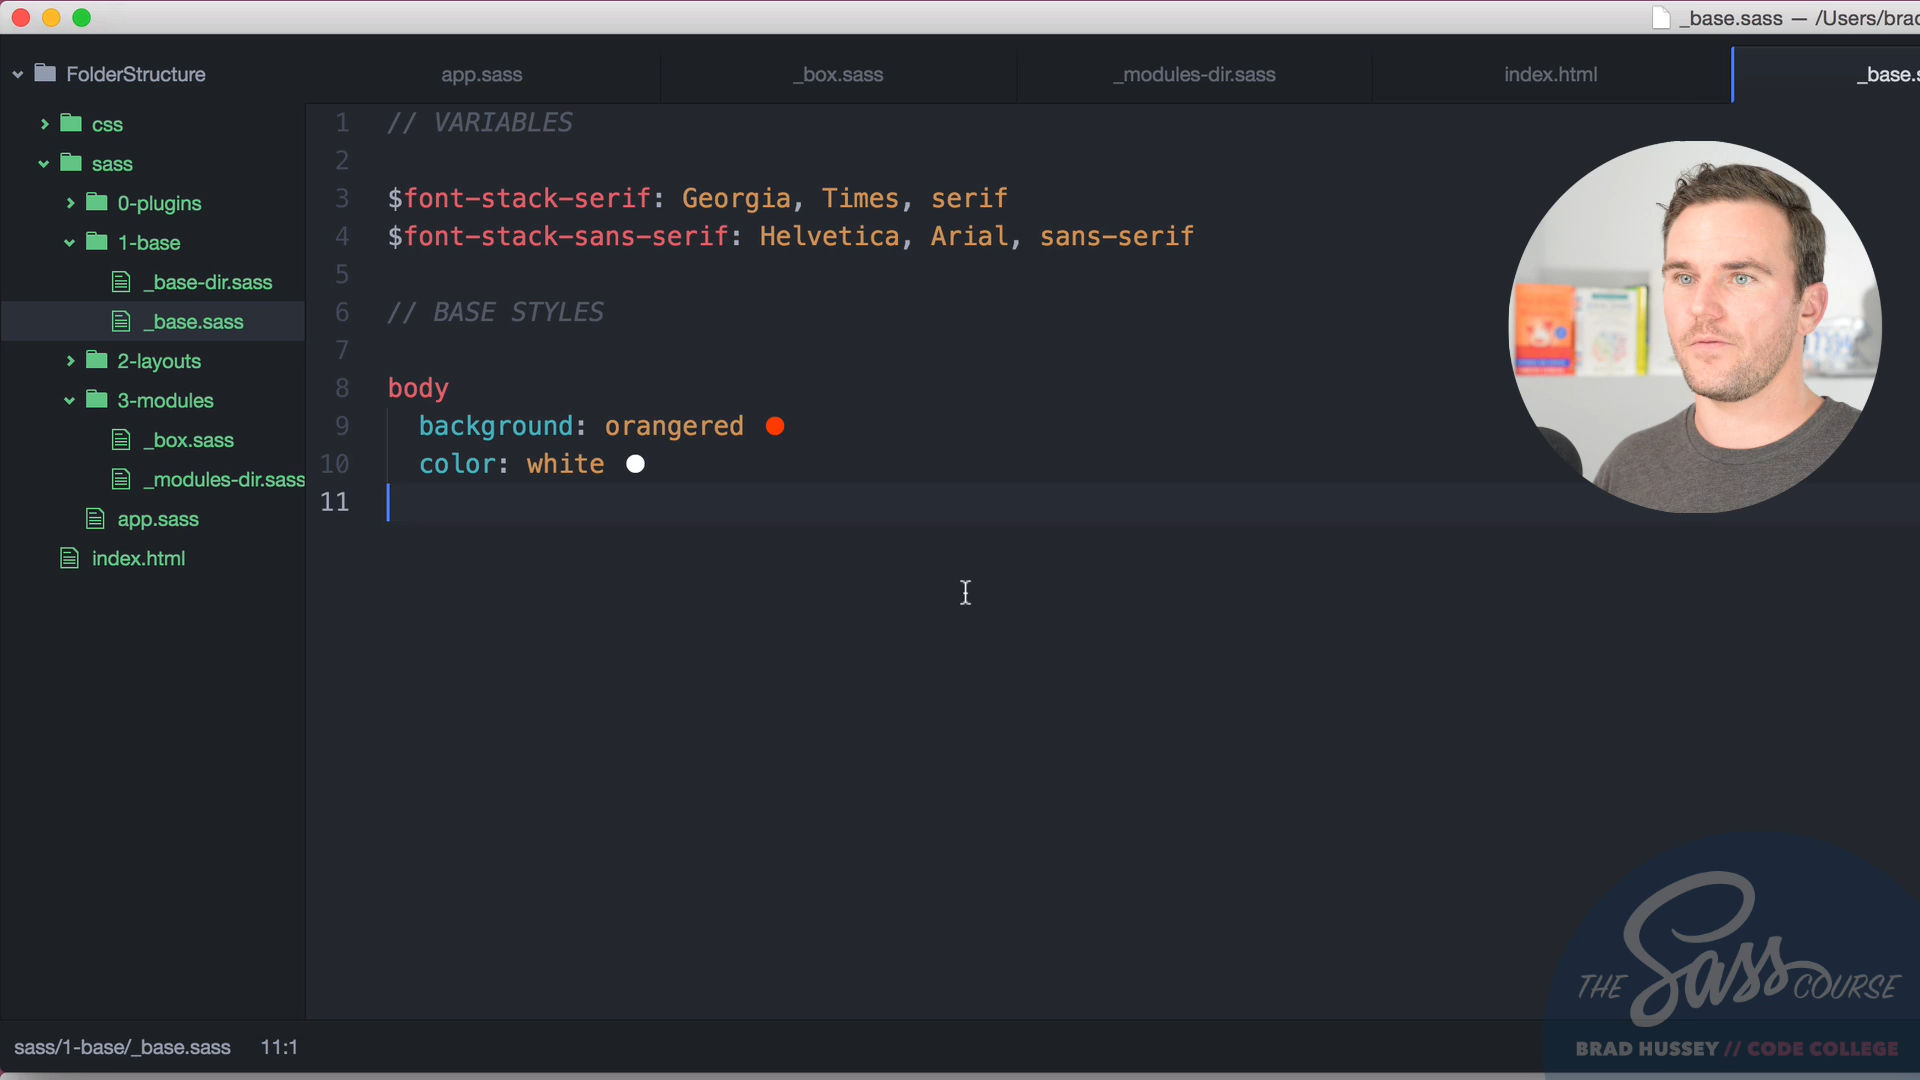 _base.sass — /Users/brad
FolderStructure
css
sass
0-plugins
1-base
_base-dir.sass
_base.sass
2-layouts
3-modules
_box.sass
_modules-dir.sass
app.sass
index.html
app.sass
_box.sass
_modules-dir.sass
index.html
_base.s
1 // VARIABLES
2
3 $font-stack-serif: Georgia, Times, serif
4 $font-stack-sans-serif: Helvetica, Arial, sans-serif
5
6 // BASE STYLES
7
8 body
9 background: orangered
10 color: white
11
THE Sass COURSE
BRAD HUSSEY // CODE COLLEGE
sass/1-base/_base.sass 11:1